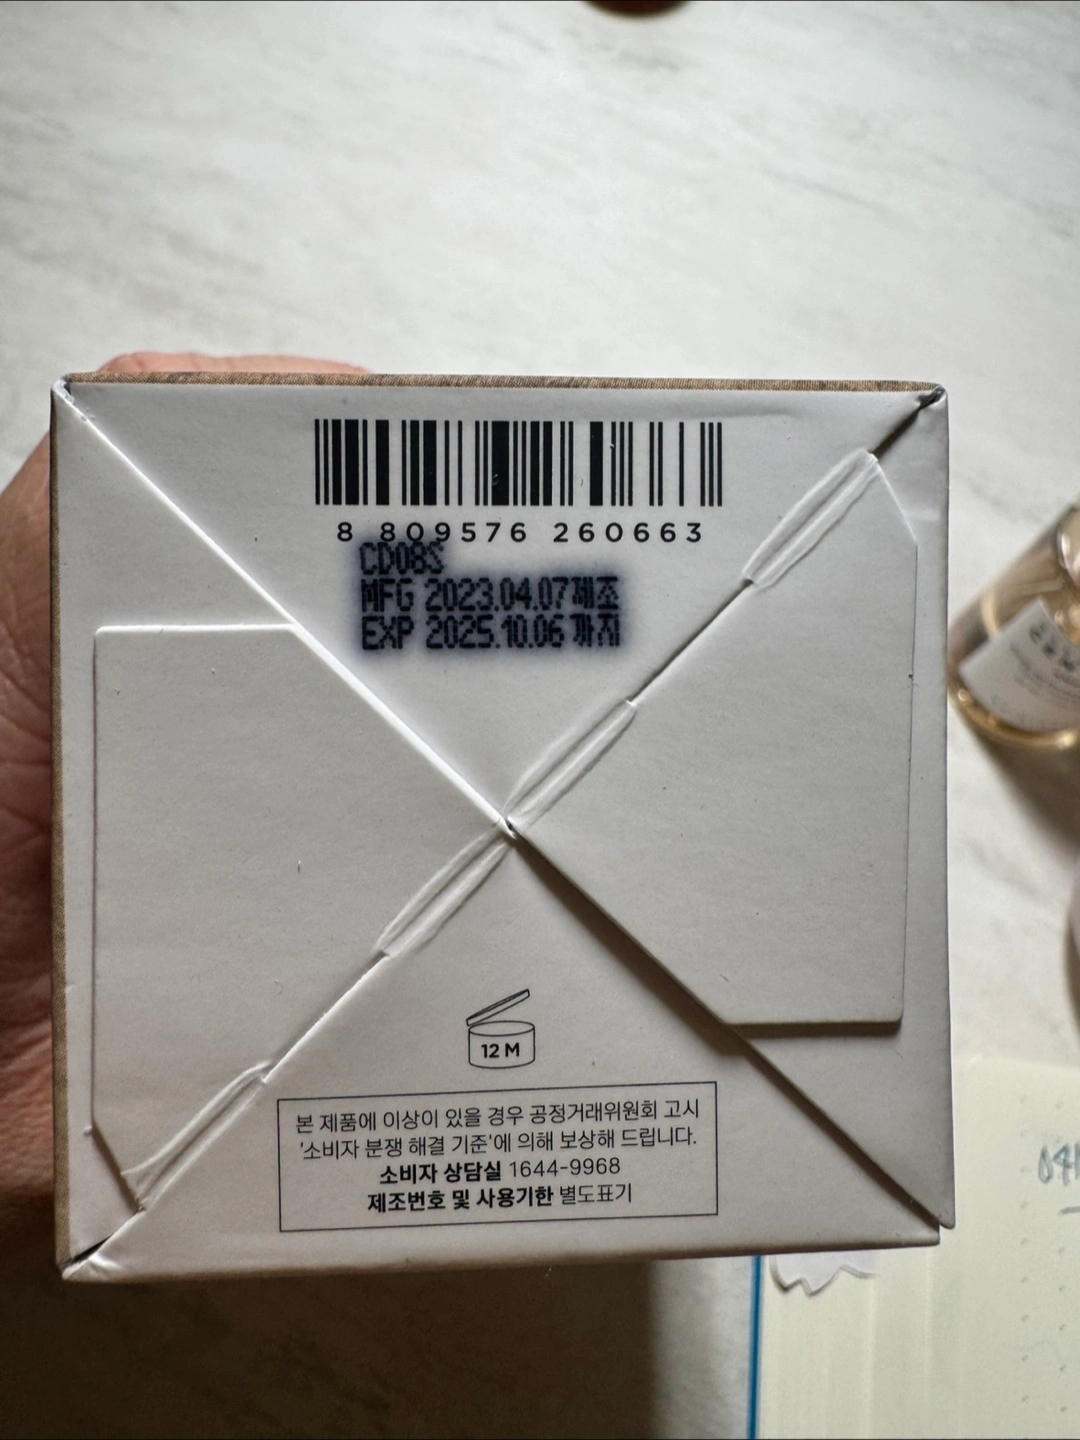 8 809576 260663
CD08S
MFG 2023.04.07 제조
EXP 2025.10.06 까지
12 M
본 제품에 이상이 있을 경우 공정거래위원회 고시
'소비자 분쟁 해결 기준'에 의해 보상해 드립니다.
소비자 상담실 1644-9968
제조번호 및 사용기한 별도표기